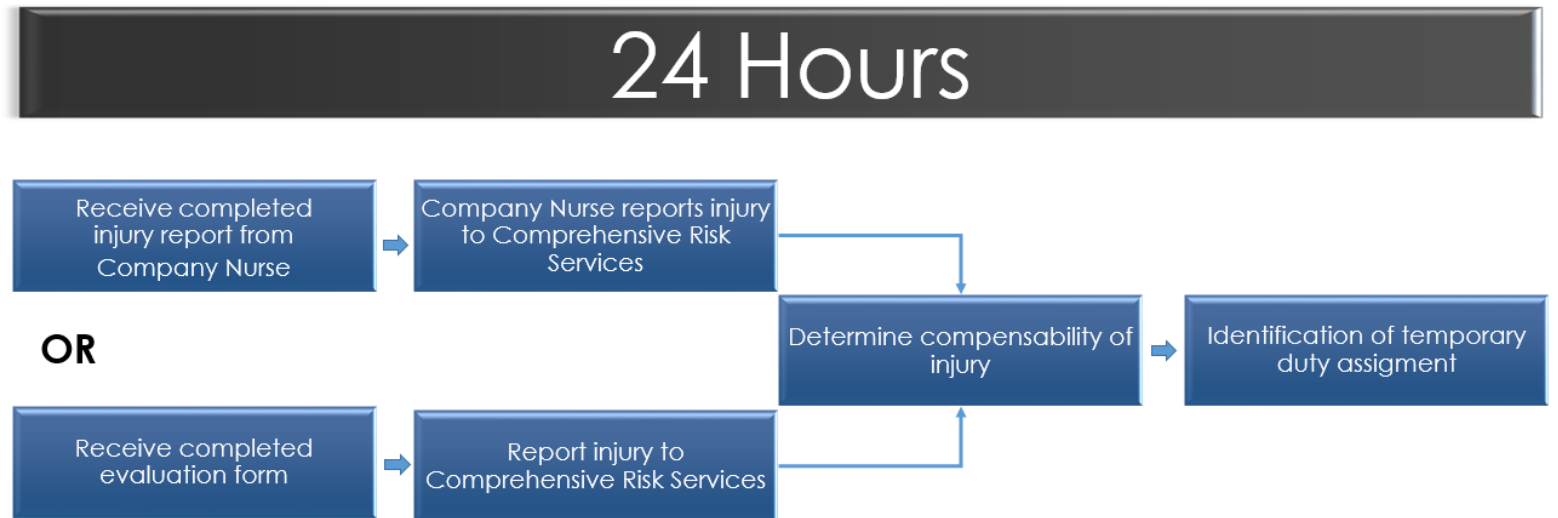 24 Hours
Receive completed
injury report from
Company Nurse
Company Nurse reports injury
to Comprehensive Risk
Services
Determine compensability of
injury
Identification of temporary
duty assigment
OR
Receive completed
evaluation form
Report injury to
Comprehensive Risk Services